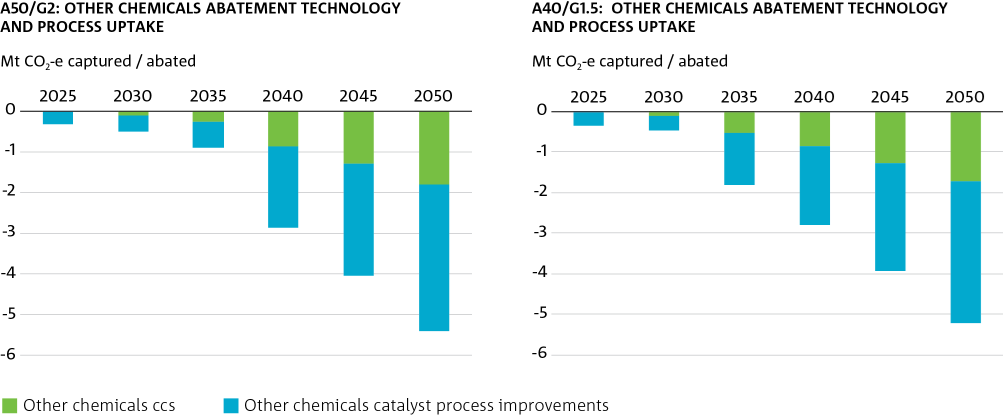 A50/G2: OTHER CHEMICALS ABATEMENT TECHNOLOGY
AND PROCESS UPTAKE
Mt CO₂-e captured / abated
2025 2030 2035 2040 2045 2050
0
-1
-2
-3
-4
-5
-6
A40/G1.5: OTHER CHEMICALS ABATEMENT TECHNOLOGY
AND PROCESS UPTAKE
Mt CO₂-e captured / abated
2025 2030 2035 2040 2045 2050
0
-1
-2
-3
-4
-5
-6
Other chemicals ccs
Other chemicals catalyst process improvements